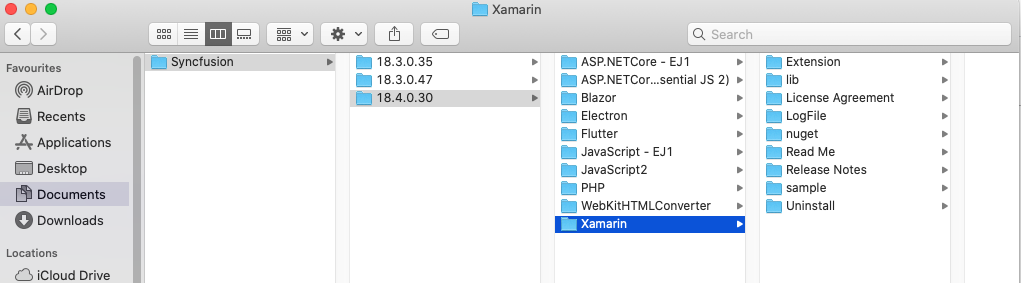 Xamarin
Search
Favourites
AirDrop
Recents
Applications
Desktop
Documents
Downloads
Locations
iCloud Drive
Syncfusion
18.3.0.35
18.3.0.47
18.4.0.30
ASP.NETCore - EJ1
ASP.NETCor...sential JS 2)
Blazor
Electron
Flutter
JavaScript - EJ1
JavaScript2
PHP
WebKitHTMLConverter
Xamarin
Extension
lib
License Agreement
LogFile
nuget
Read Me
Release Notes
sample
Uninstall